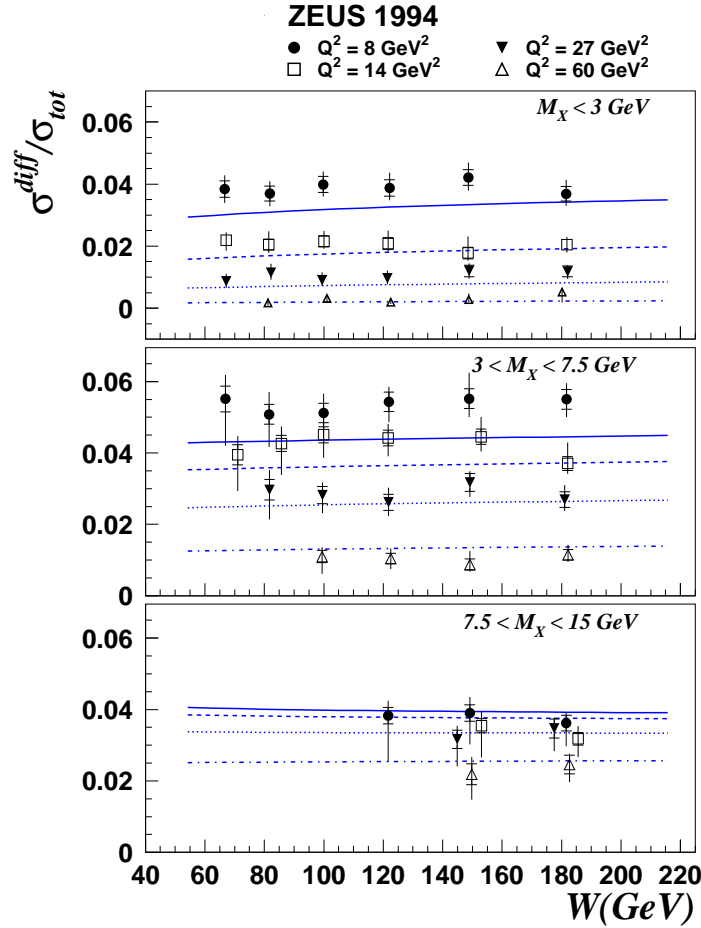 ZEUS 1994
● Q² = 8 GeV² ▼ Q² = 27 GeV²
□ Q² = 14 GeV² △ Q² = 60 GeV²
σ^diff/σ_tot
M_X < 3 GeV
0.06
0.04
0.02
0
3 < M_X < 7.5 GeV
0.06
0.04
0.02
0
7.5 < M_X < 15 GeV
0.06
0.04
0.02
0
40 60 80 100 120 140 160 180 200 220
W(GeV)